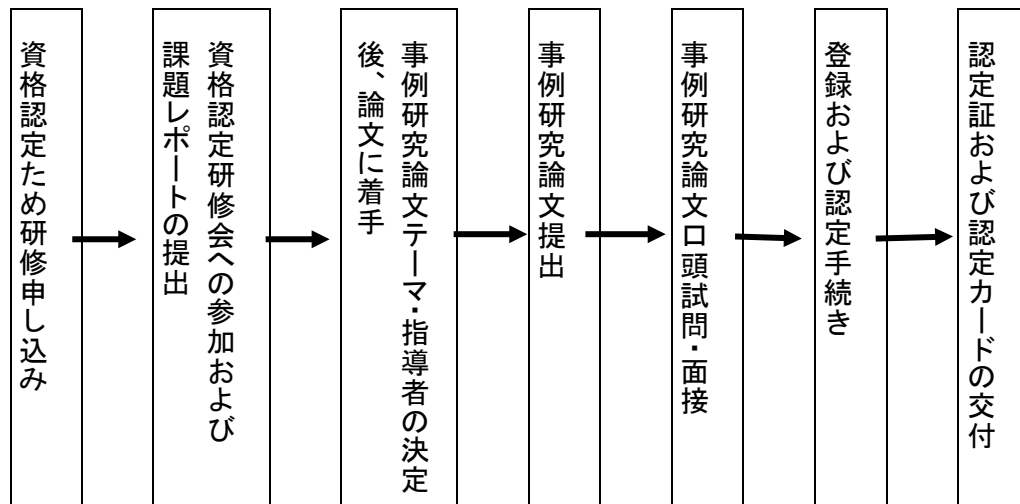 資格認定ため研修申し込み
資格認定研修会への参加および
課題レポートの提出
事例研究論文テーマ・指導者の決定
後、論文に着手
事例研究論文提出
事例研究論文口頭試問・面接
登録および認定手続き
認定証および認定カードの交付